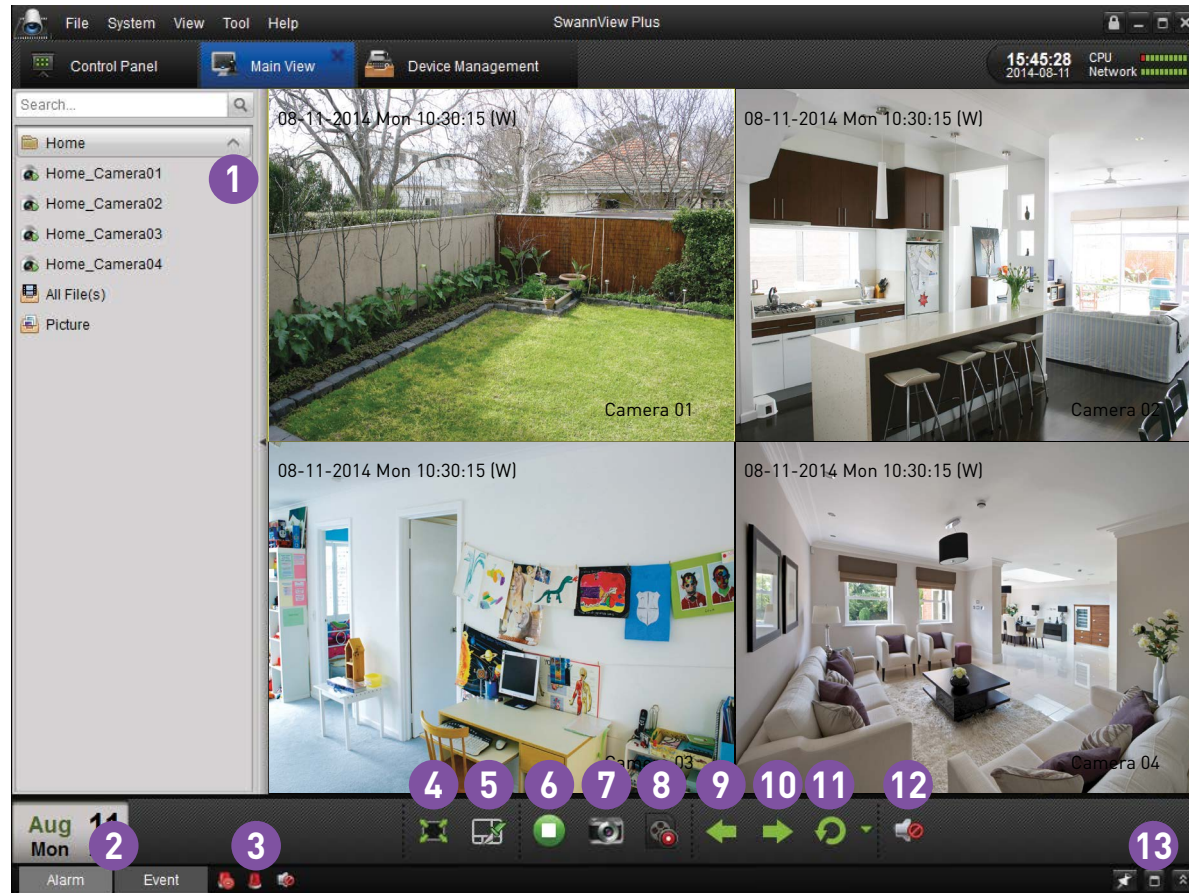 File System View Tool Help SwannView Plus
Control Panel Main View Device Management 15:45:28 CPU
2014-08-11 Network
Search...
Home
1
Home_Camera01
Home_Camera02
Home_Camera03
Home_Camera04
All File(s)
Picture
08-11-2014 Mon 10:30:15 (W)
Camera 01
08-11-2014 Mon 10:30:15 (W)
Camera 02
08-11-2014 Mon 10:30:15 (W)
Camera 03
08-11-2014 Mon 10:30:15 (W)
Camera 04
4 5 6 7 8 9 10 11 12
Aug 11
Mon 2 3 13
Alarm Event